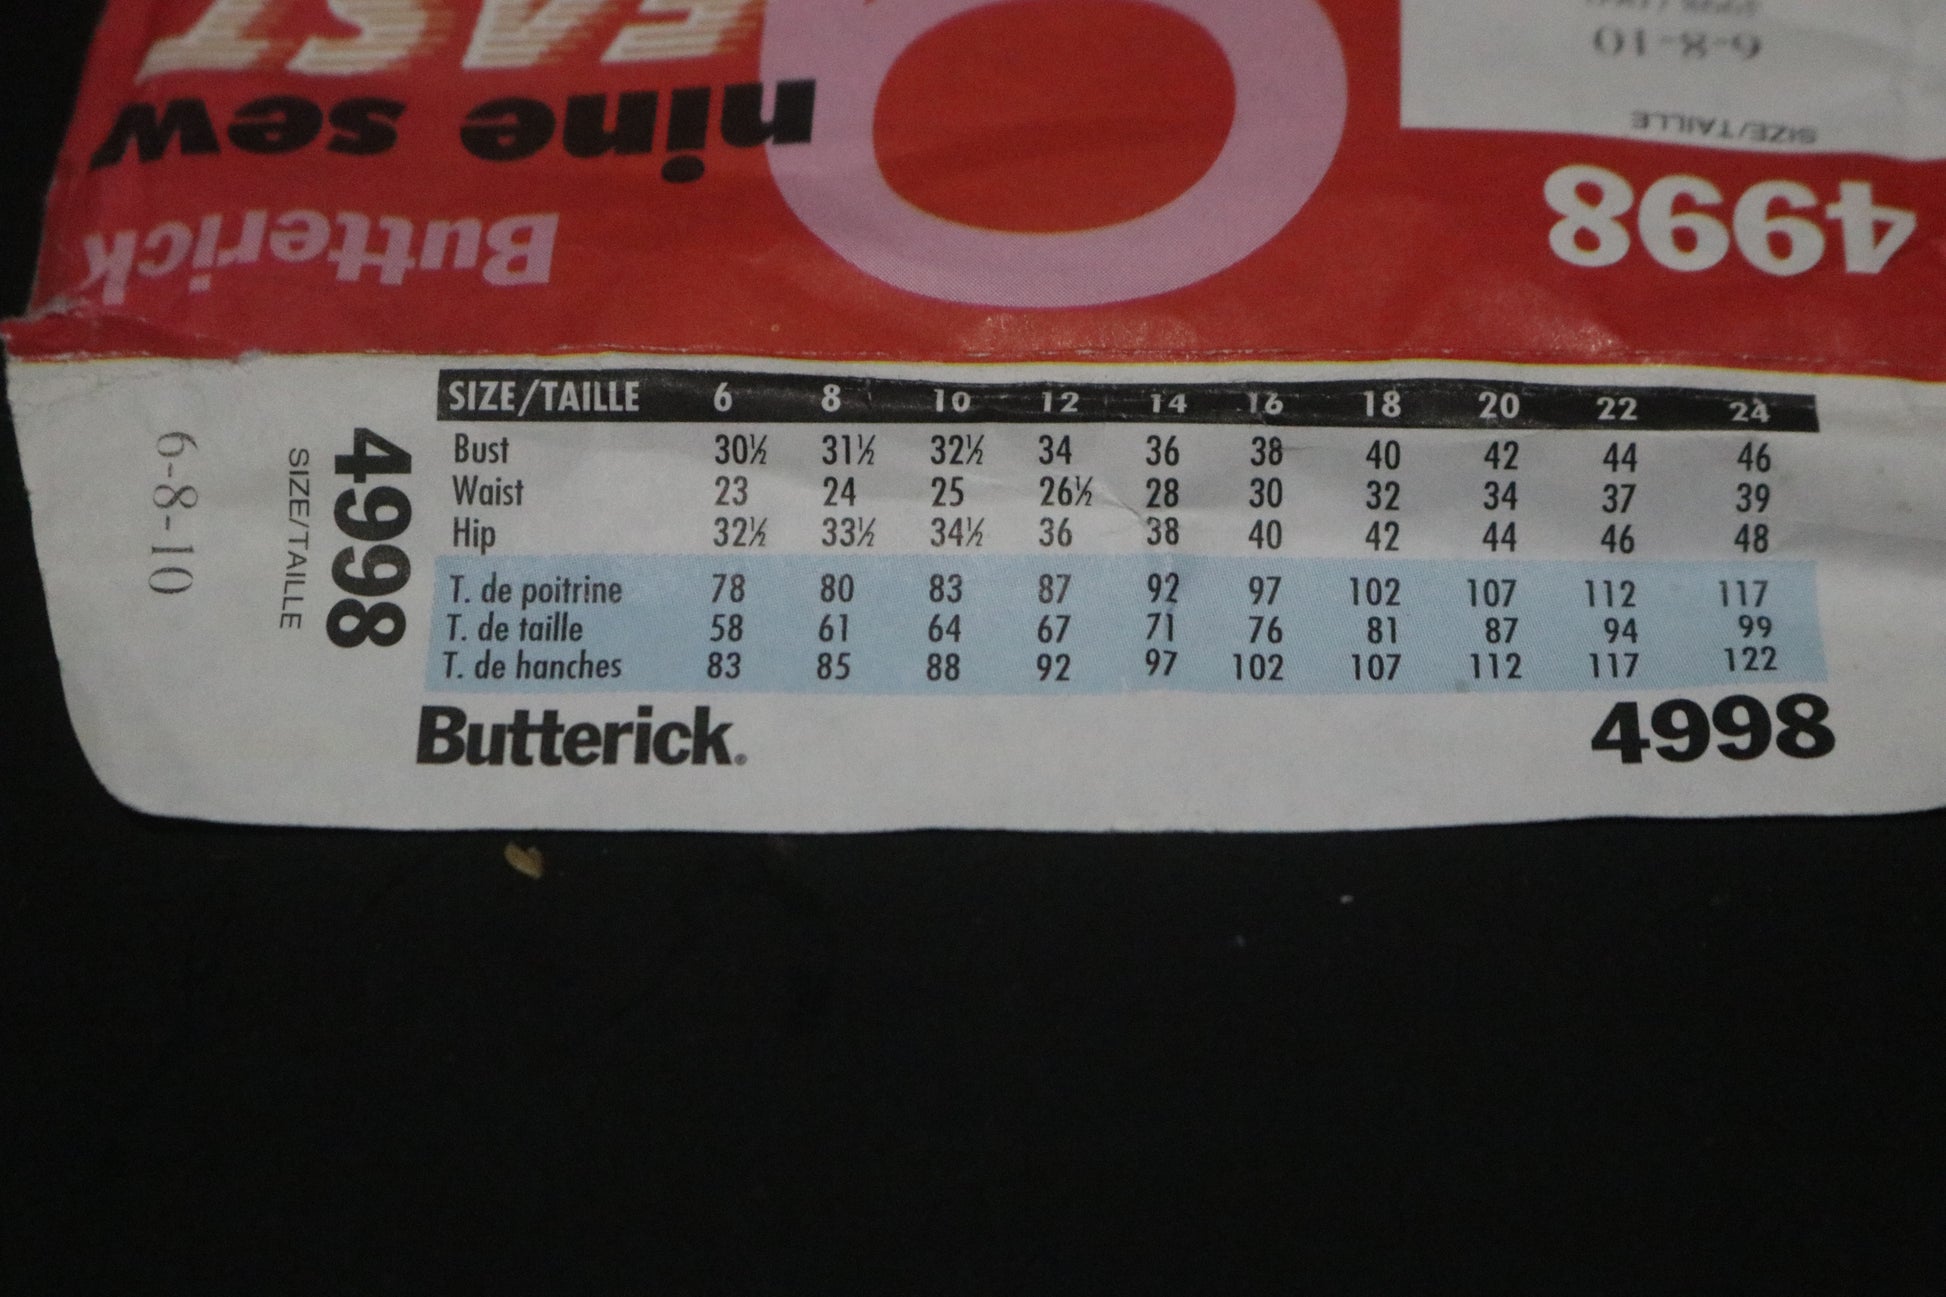 EAST
nine sew
Butterick
6-8-10
SIZE/TAILLE
4998
6-8-10
SIZE/TAILLE
4998
SIZE/TAILLE 6 8 10 12 14 16 18 20 22 24
Bust 30½ 31½ 32½ 34 36 38 40 42 44 46
Waist 23 24 25 26½ 28 30 32 34 37 39
Hip 32½ 33½ 34½ 36 38 40 42 44 46 48
T. de poitrine 78 80 83 87 92 97 102 107 112 117
T. de taille 58 61 64 67 71 76 81 87 94 99
T. de hanches 83 85 88 92 97 102 107 112 117 122
Butterick.
4998